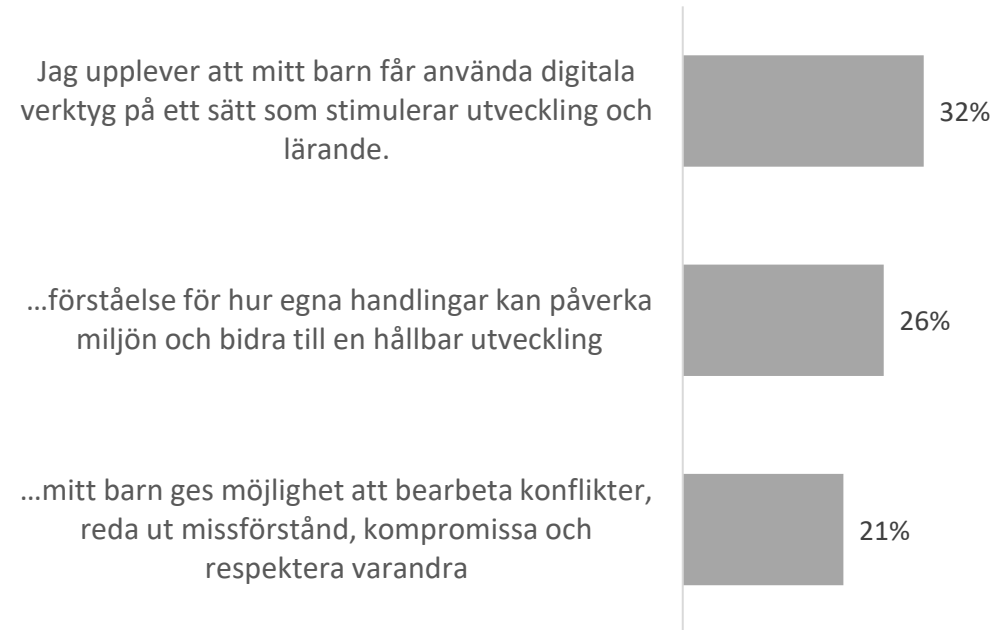 Jag upplever att mitt barn får använda digitala
verktyg på ett sätt som stimulerar utveckling och
lärande.
32%
...förståelse för hur egna handlingar kan påverka
miljön och bidra till en hållbar utveckling
26%
...mitt barn ges möjlighet att bearbeta konflikter,
reda ut missförstånd, kompromissa och
respektera varandra
21%